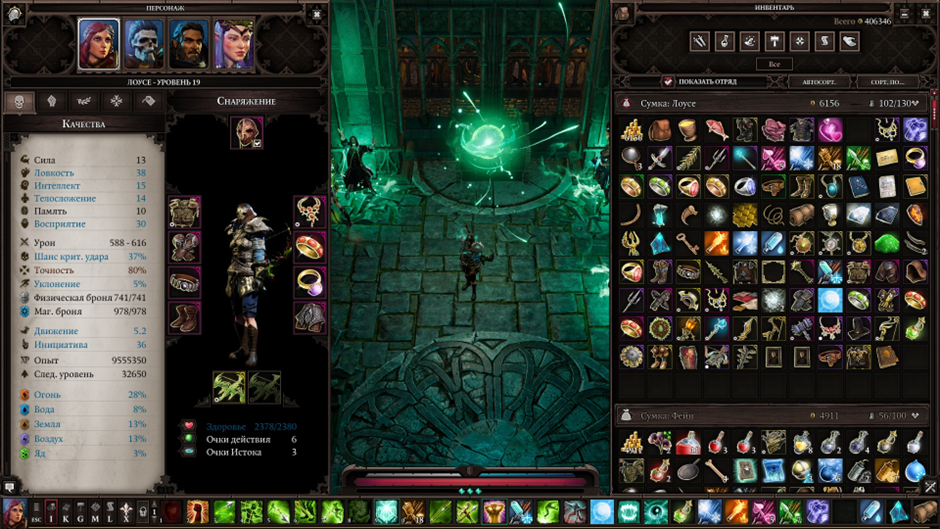 ПЕРСОНАЖ
ЛОУСЕ - УРОВЕНЬ 19
СНАРЯЖЕНИЕ
КАЧЕСТВА
Сила 13
Ловкость 38
Интеллект 15
Телосложение 14
Память 10
Восприятие 30
Урон 588 - 616
Шанс крит. удара 37%
Точность 80%
Уклонение 5%
Физическая броня 741/741
Маг. броня 978/978
Движение 5.2
Инициатива 36
Опыт 9555350
След. уровень 32650
Огонь 28%
Вода 8%
Земля 13%
Воздух 13%
Яд 3%
Здоровье 2378/2380
Очки действия 6
Очки Истока 3
ИНВЕНТАРЬ
Всего 406346
Все
ПОКАЗАТЬ ОТРЯД
АВТОСОРТ.
СОРТ. ПО...
Сумка: Лоусе 6156 102/130
Сумка: Фейн 4911 56/100
ESC I K G M L X